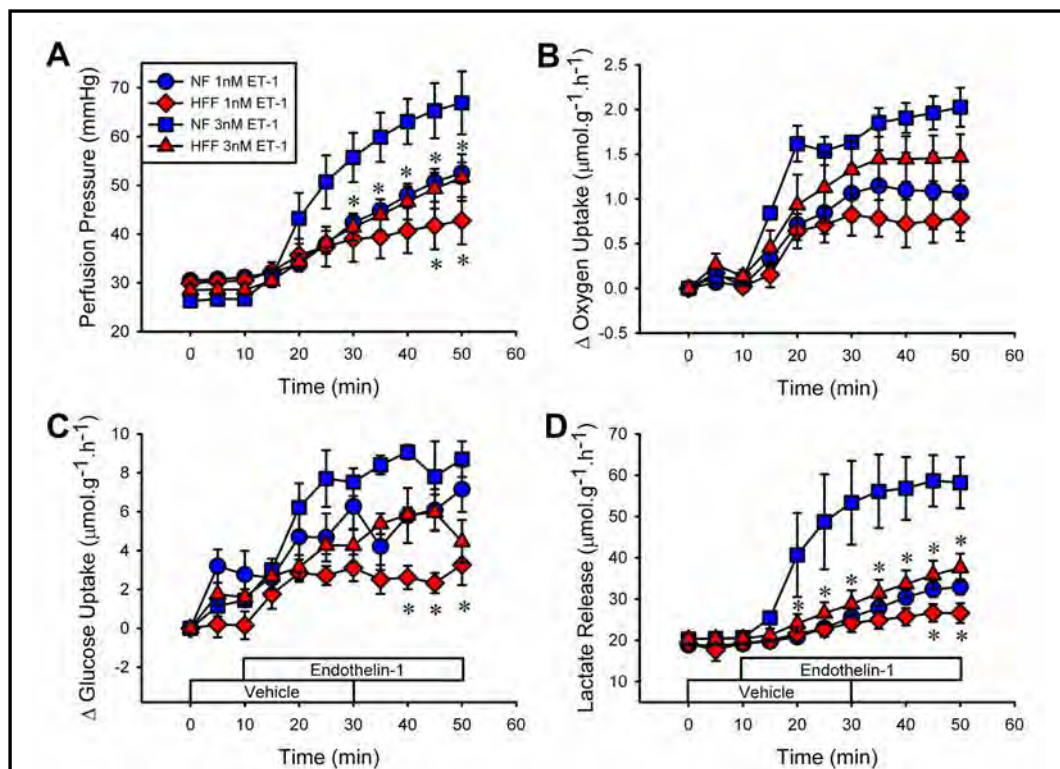 A
NF 1nM ET-1
HFF 1nM ET-1
NF 3nM ET-1
HFF 3nM ET-1
Perfusion Pressure (mmHg)
70
60
50
40
30
20
* * * * *
* *
0 10 20 30 40 50 60
Time (min)
B
Δ Oxygen Uptake (μmol.g⁻¹.h⁻¹)
2.5
2.0
1.5
1.0
0.5
0.0
-0.5
0 10 20 30 40 50 60
Time (min)
C
Δ Glucose Uptake (μmol.g⁻¹.h⁻¹)
10
8
6
4
2
0
-2
* * *
Endothelin-1
Vehicle
0 10 20 30 40 50 60
Time (min)
D
Lactate Release (μmol.g⁻¹.h⁻¹)
70
60
50
40
30
20
10
* * * * * * *
* *
Endothelin-1
Vehicle
0 10 20 30 40 50 60
Time (min)